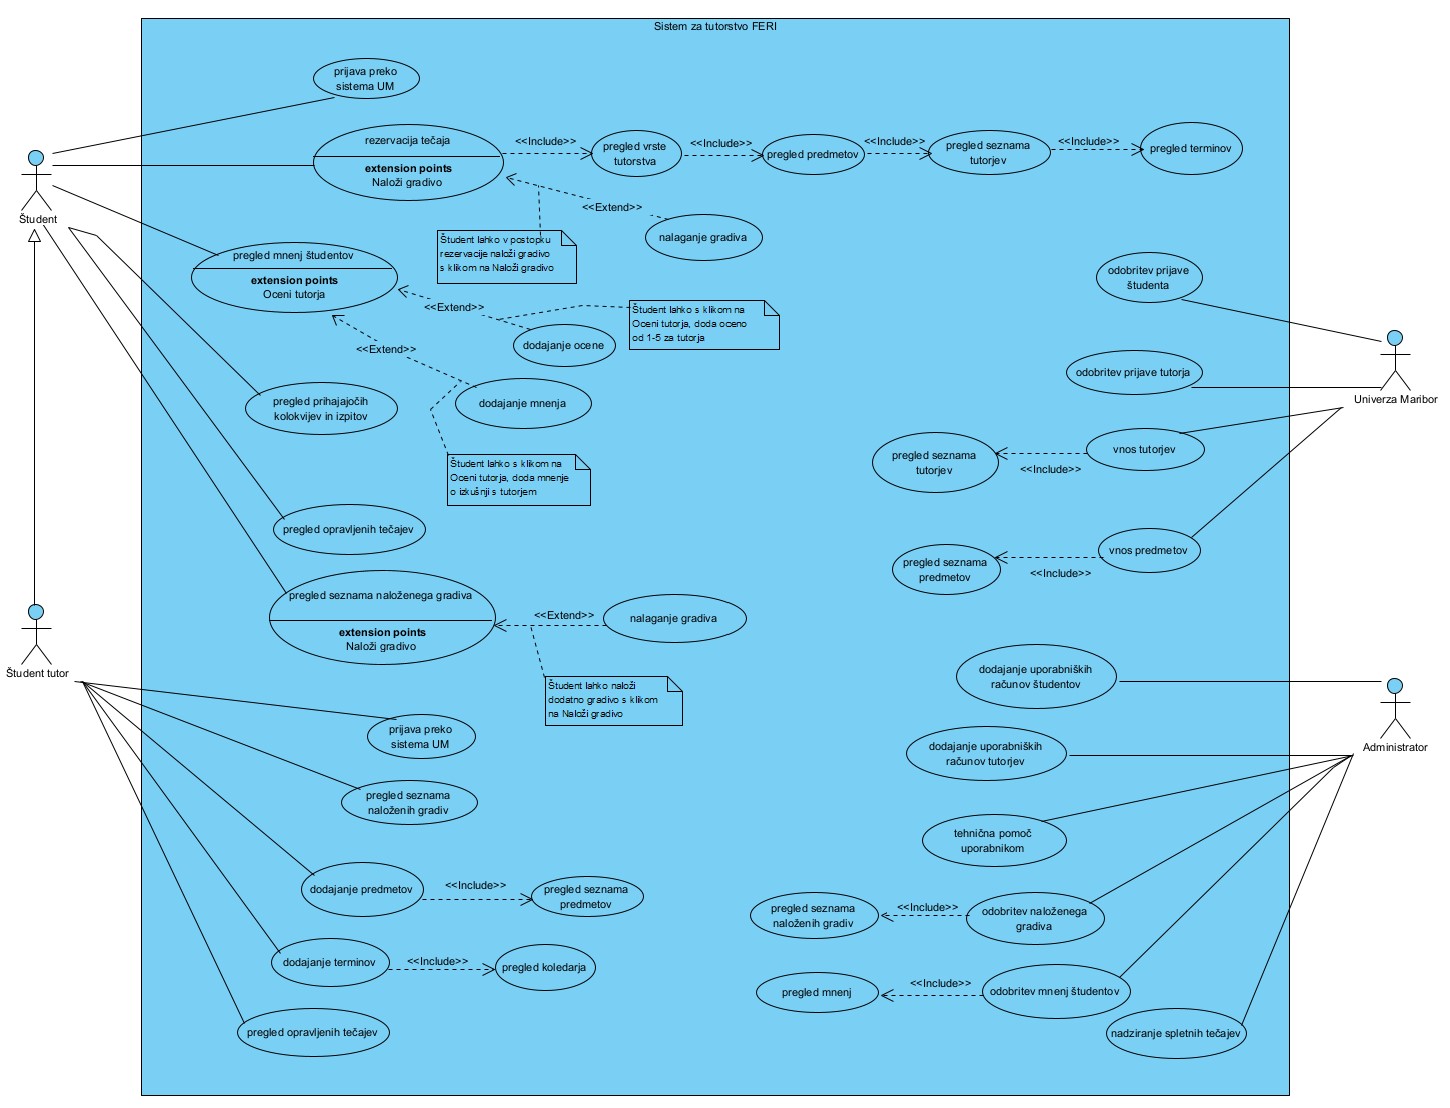 Sistem za tutorstvo FERI
prijava preko
sistema UM
rezervacija tečaja
extension points
Naloži gradivo
<<Include>>
pregled vrste
tutorstva
<<Include>>
pregled predmetov
<<Include>>
pregled seznama
tutorjev
<<Include>>
pregled terminov
Študent
<<Extend>>
nalaganje gradiva
Študent lahko v postopku
rezervacije naloži gradivo
s klikom na Naloži gradivo
pregled mnenj študentov
extension points
Oceni tutorja
<<Extend>>
dodajanje ocene
Študent lahko s klikom na
Oceni tutorja, doda oceno
od 1-5 za tutorja
<<Extend>>
dodajanje mnenja
Študent lahko s klikom na
Oceni tutorja, doda mnenje
o izkušnji s tutorjem
pregled prihajajočih
kolokvijev in izpitov
pregled opravljenih tečajev
pregled seznama naloženega gradiva
extension points
Naloži gradivo
<<Extend>>
nalaganje gradiva
Študent lahko naloži
dodatno gradivo s klikom
na Naloži gradivo
odobritev prijave
študenta
odobritev prijave tutorja
Univerza Maribor
vnos tutorjev
<<Include>>
pregled seznama
tutorjev
vnos predmetov
<<Include>>
pregled seznama
predmetov
Študent tutor
prijava preko
sistema UM
pregled seznama
naloženih gradiv
dodajanje predmetov
<<Include>>
pregled seznama
predmetov
dodajanje terminov
<<Include>>
pregled koledarja
pregled opravljenih tečajev
dodajanje uporabniških
računov študentov
Administrator
dodajanje uporabniških
računov tutorjev
tehnična pomoč
uporabnikom
odobritev naloženega
gradiva
<<Include>>
pregled seznama
naloženih gradiv
odobritev mnenj študentov
<<Include>>
pregled mnenj
nadziranje spletnih tečajev